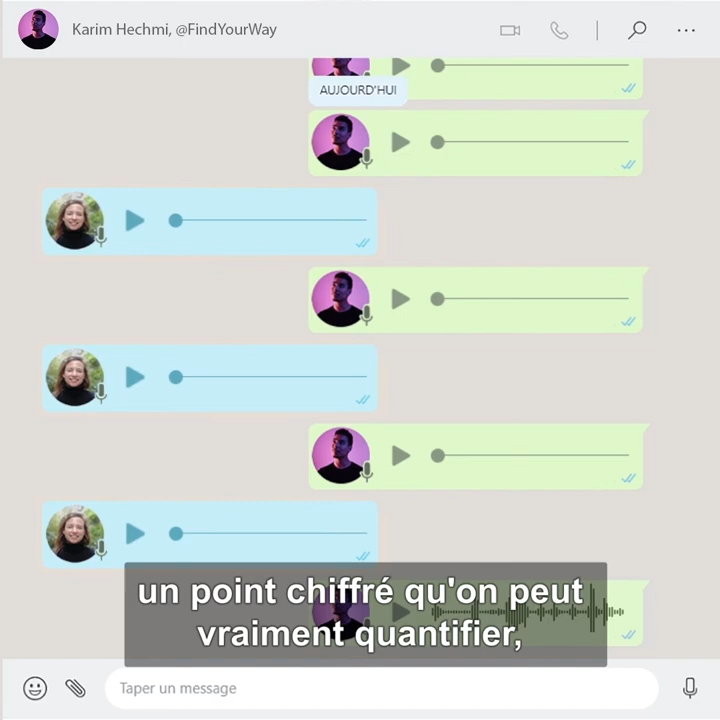 Karim Hechmi, @FindYourWay
AUJOURD'HUI
un point chiffré qu'on peut
vraiment quantifier,
Taper un message